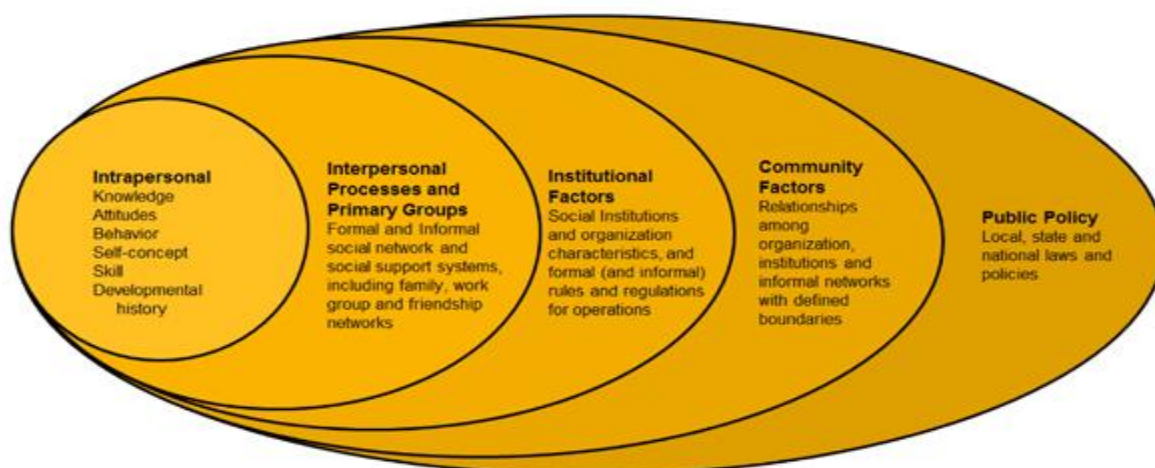 Intrapersonal
Knowledge
Attitudes
Behavior
Self-concept
Skill
Developmental
history
Interpersonal
Processes and
Primary Groups
Formal and Informal
social network and
social support systems,
including family, work
group and friendship
networks
Institutional
Factors
Social Institutions
and organization
characteristics, and
formal (and informal)
rules and regulations
for operations
Community
Factors
Relationships
among
organization,
institutions and
informal networks
with defined
boundaries
Public Policy
Local, state and
national laws and
policies